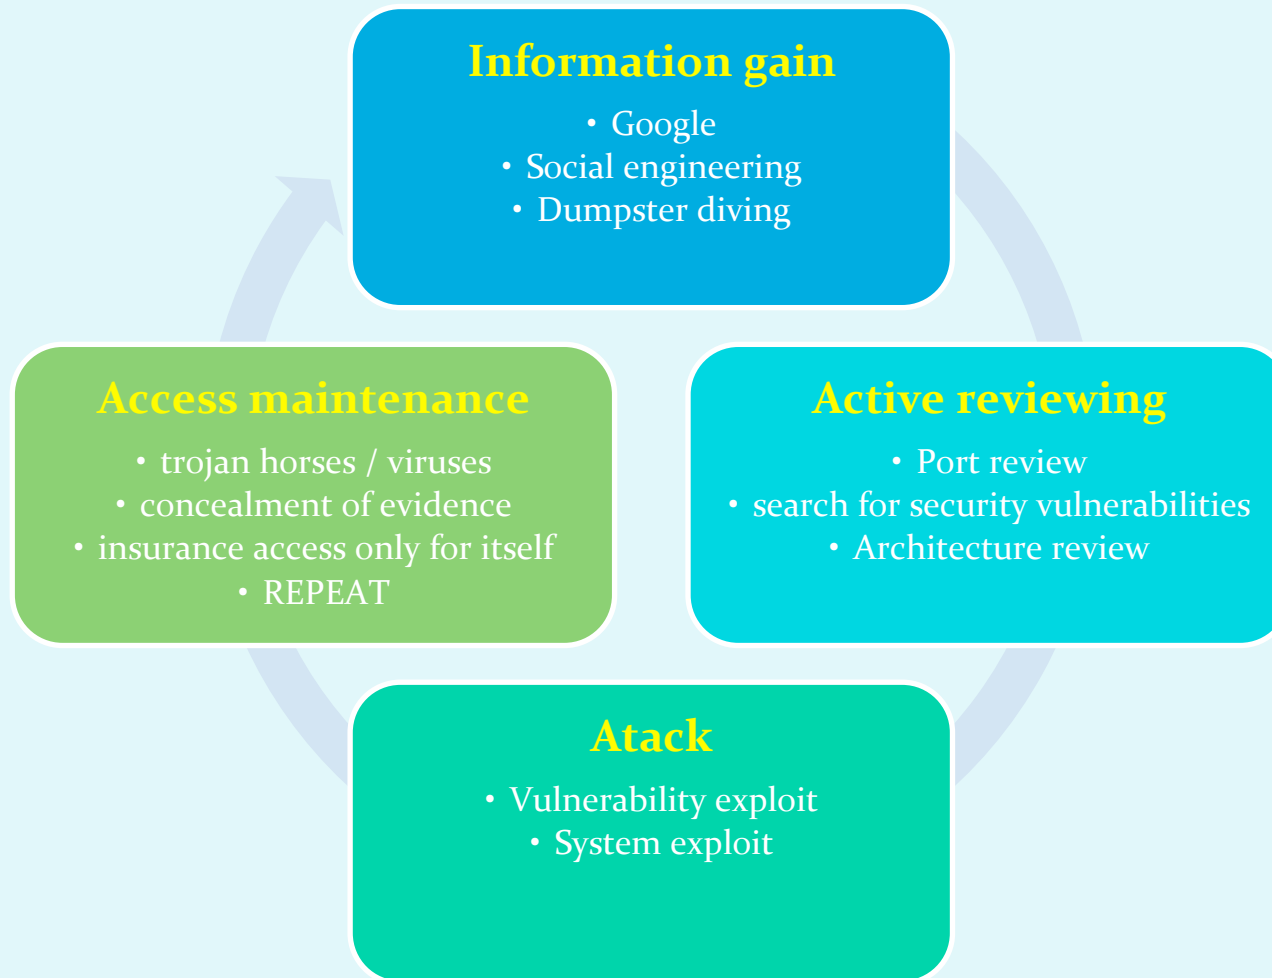 Information gain
• Google
• Social engineering
• Dumpster diving
Active reviewing
• Port review
• search for security vulnerabilities
• Architecture review
Atack
• Vulnerability exploit
• System exploit
Access maintenance
• trojan horses / viruses
• concealment of evidence
• insurance access only for itself
• REPEAT